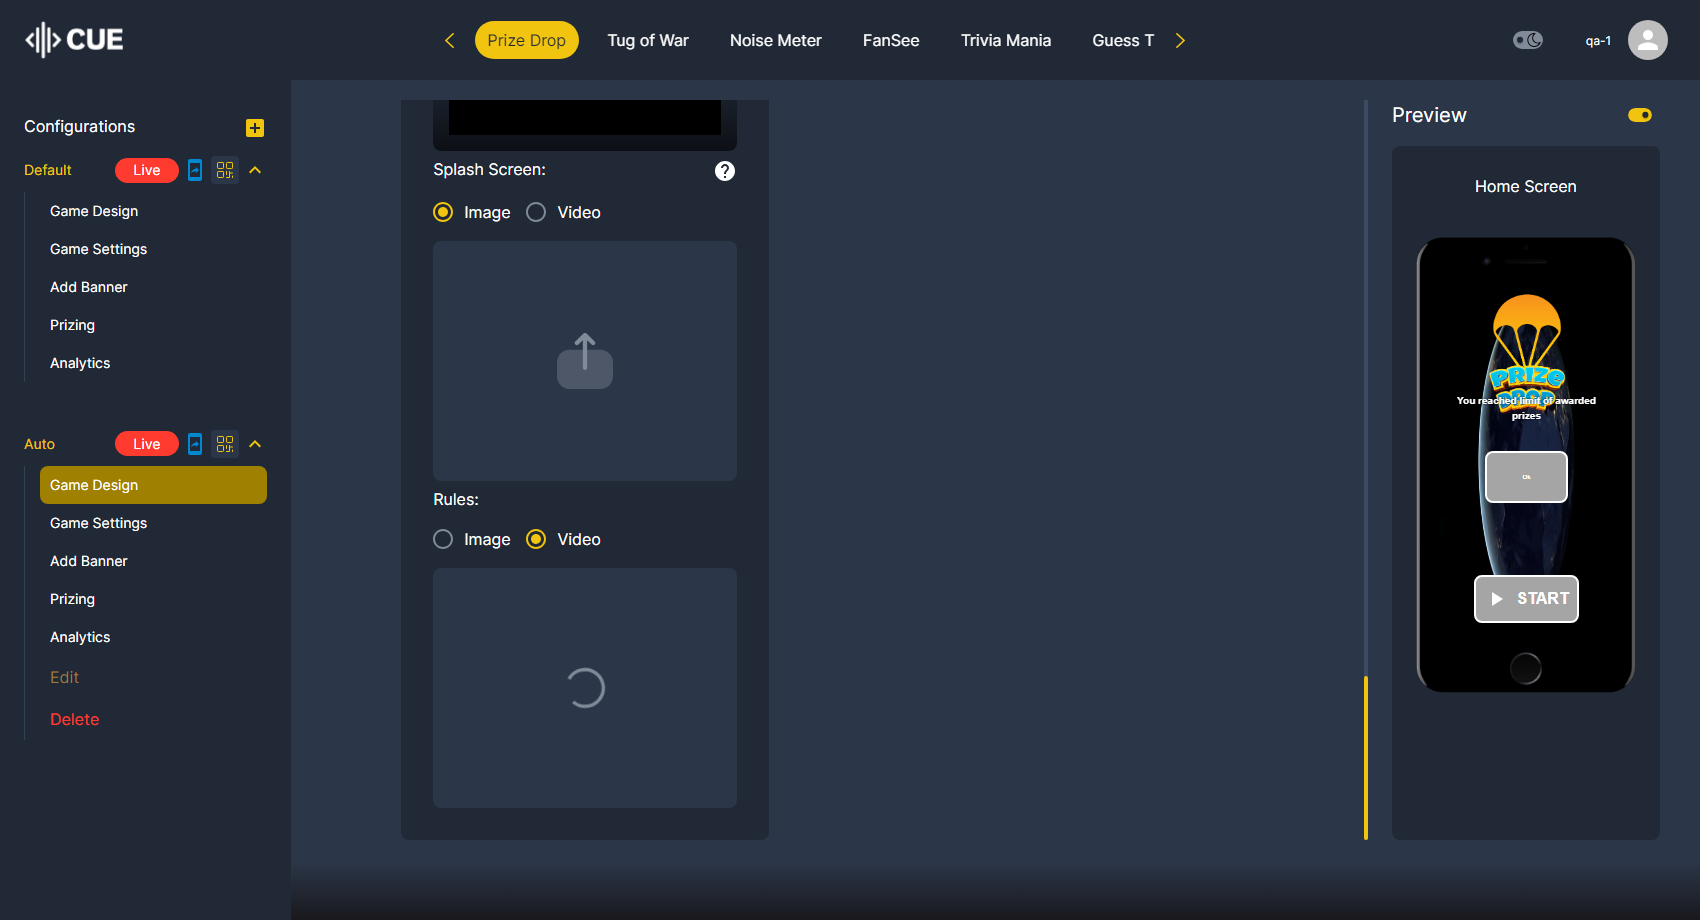 CUE
Prize Drop
Tug of War
Noise Meter
FanSee
Trivia Mania
Guess T
qa-1
Configurations
Default
Live
Game Design
Game Settings
Add Banner
Prizing
Analytics
Auto
Live
Game Design
Game Settings
Add Banner
Prizing
Analytics
Edit
Delete
Splash Screen:
?
Image
Video
Rules:
Image
Video
Preview
Home Screen
PRIZE
DROP
You reached limit of awarded
prizes
Ok
START